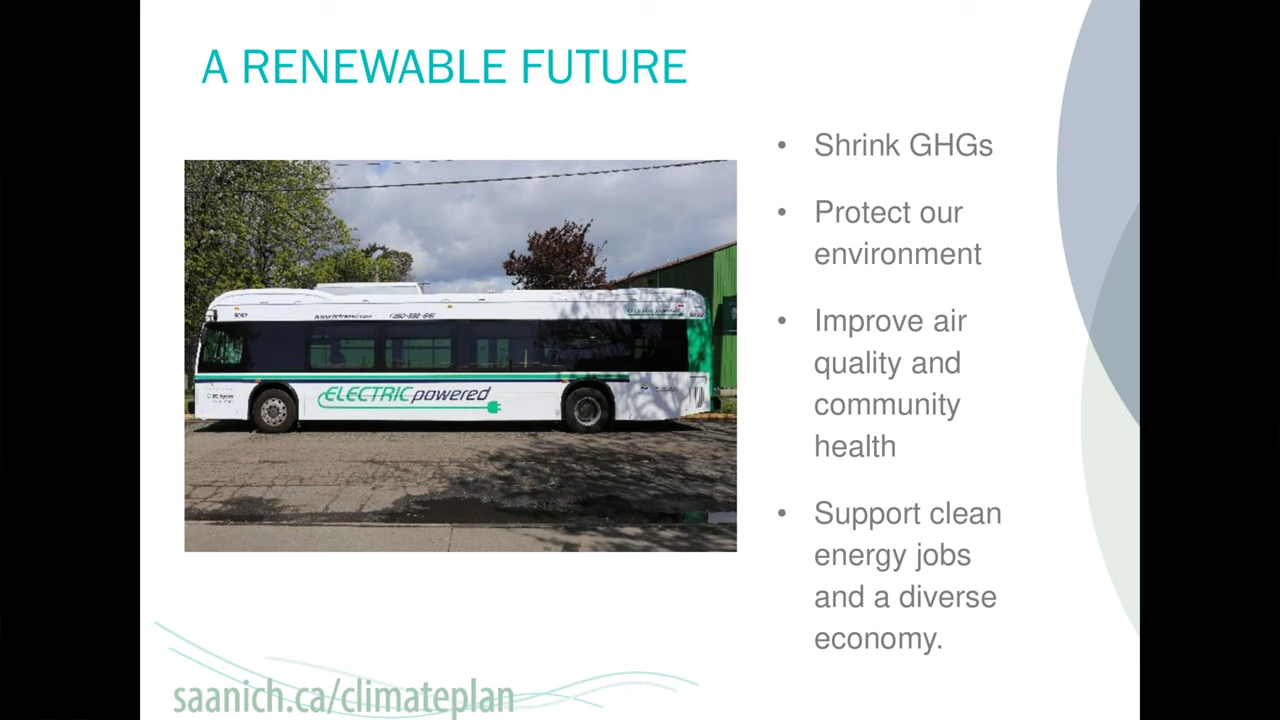 A RENEWABLE FUTURE
ELECTRICpowered
• Shrink GHGs
• Protect our
environment
• Improve air
quality and
community
health
• Support clean
energy jobs
and a diverse
economy.
saanich.ca/climateplan